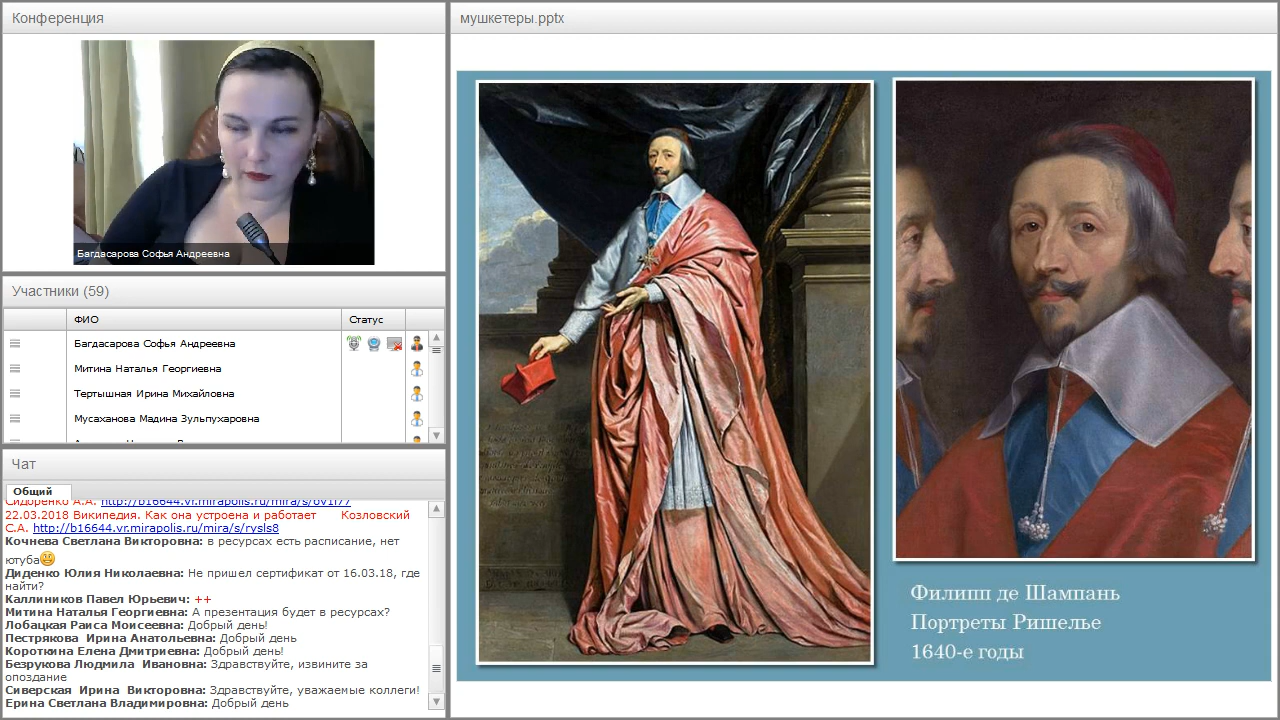 Конференция
Багдасарова Софья Андреевна
Участники (59)
ФИО
Статус
Багдасарова Софья Андреевна
Митина Наталья Георгиевна
Тертышная Ирина Михайловна
Мусаханова Мадина Зульпухаровна
Чат
Общий
Сидоренко А.А. http://b16644.vr.mirapolis.ru/mira/s/ov1i77
22.03.2018 Википедия. Как она устроена и работает Козловский
С.А. http://b16644.vr.mirapolis.ru/mira/s/rysls8
Кочнева Светлана Викторовна: в ресурсах есть расписание, нет
ютуба
Диденко Юлия Николаевна: Не пришел сертификат от 16.03.18, где
найти?
Каллиников Павел Юрьевич: ++
Митина Наталья Георгиевна: А презентация будет в ресурсах?
Лобацкая Раиса Моисеевна: Добрый день!
Пестрякова Ирина Анатольевна: Добрый день
Короткина Елена Дмитриевна: Добрый день!
Безрукова Людмила Ивановна: Здравствуйте, извините за
опоздание
Сиверская Ирина Викторовна: Здравствуйте, уважаемые коллеги!
Ерина Светлана Владимировна: Добрый день
мушкетеры.pptx
Филипп де Шампань
Портреты Ришелье
1640-е годы